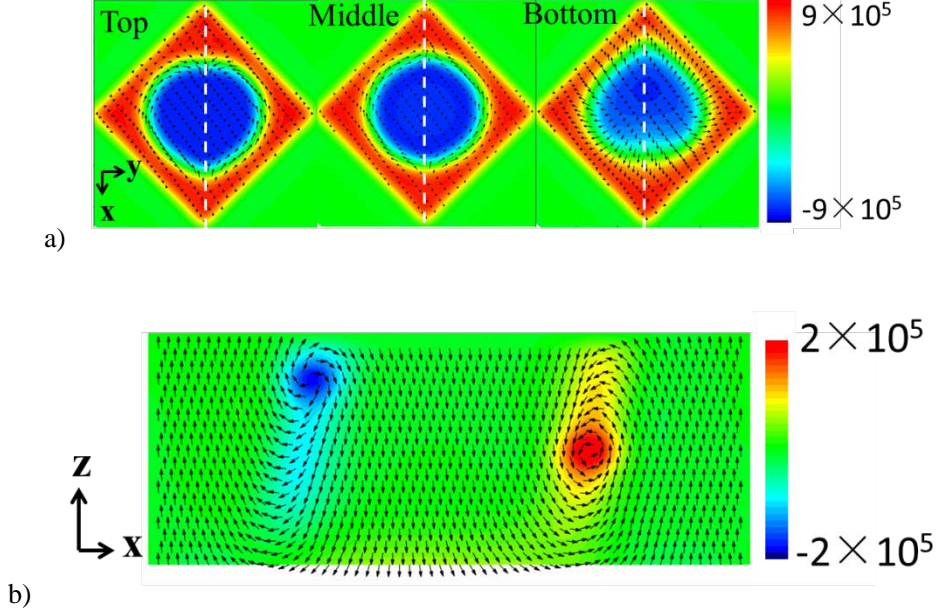 Top Middle Bottom
9×10⁵
y
x
-9×10⁵
a)
2×10⁵
z
x
-2×10⁵
b)